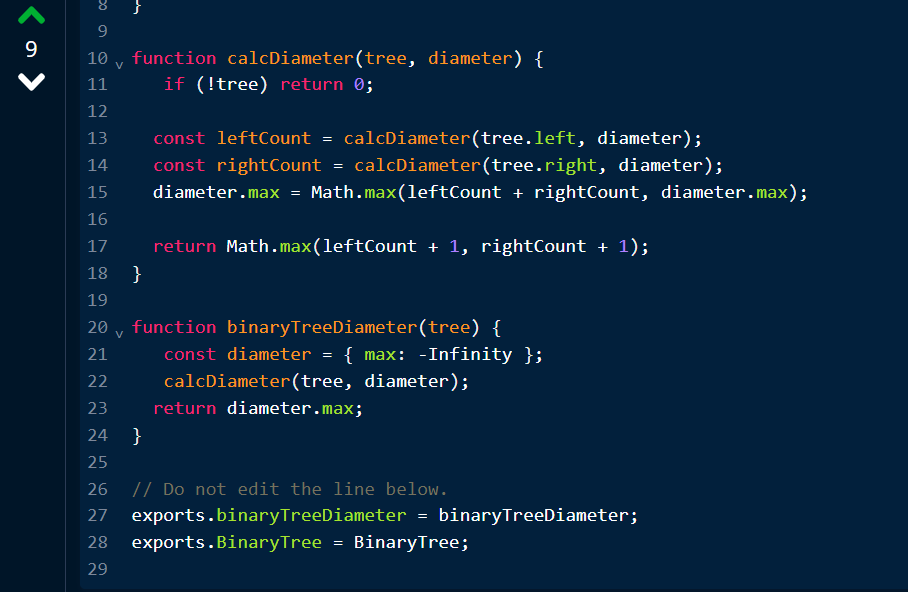 9
8 }
9
10 function calcDiameter(tree, diameter) {
11 if (!tree) return 0;
12
13 const leftCount = calcDiameter(tree.left, diameter);
14 const rightCount = calcDiameter(tree.right, diameter);
15 diameter.max = Math.max(leftCount + rightCount, diameter.max);
16
17 return Math.max(leftCount + 1, rightCount + 1);
18 }
19
20 function binaryTreeDiameter(tree) {
21 const diameter = { max: -Infinity };
22 calcDiameter(tree, diameter);
23 return diameter.max;
24 }
25
26 // Do not edit the line below.
27 exports.binaryTreeDiameter = binaryTreeDiameter;
28 exports.BinaryTree = BinaryTree;
29